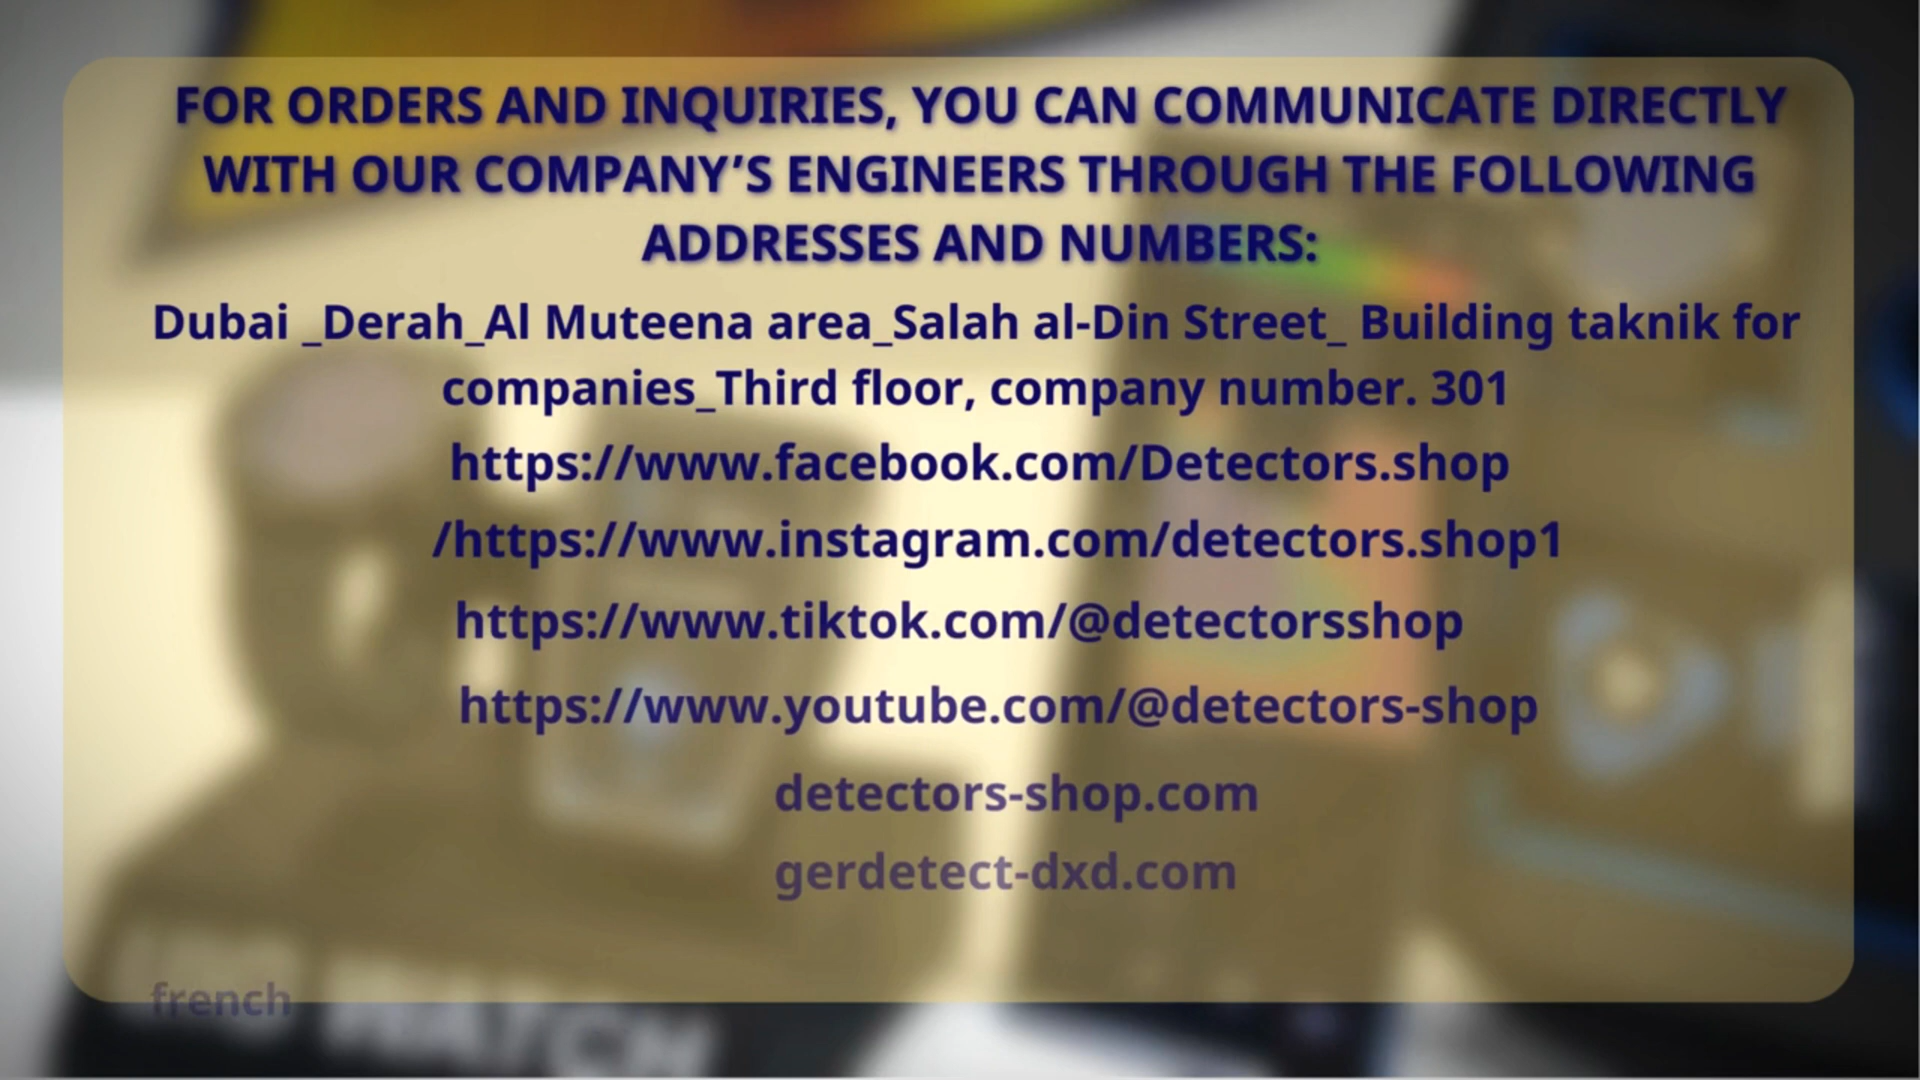 FOR ORDERS AND INQUIRIES, YOU CAN COMMUNICATE DIRECTLY
WITH OUR COMPANY’S ENGINEERS THROUGH THE FOLLOWING
ADDRESSES AND NUMBERS:
Dubai _Derah_Al Muteena area_Salah al-Din Street_ Building taknik for
companies_Third floor, company number. 301
https://www.facebook.com/Detectors.shop
/https://www.instagram.com/detectors.shop1
https://www.tiktok.com/@detectorsshop
https://www.youtube.com/@detectors-shop
detectors-shop.com
gerdetect-dxd.com
french